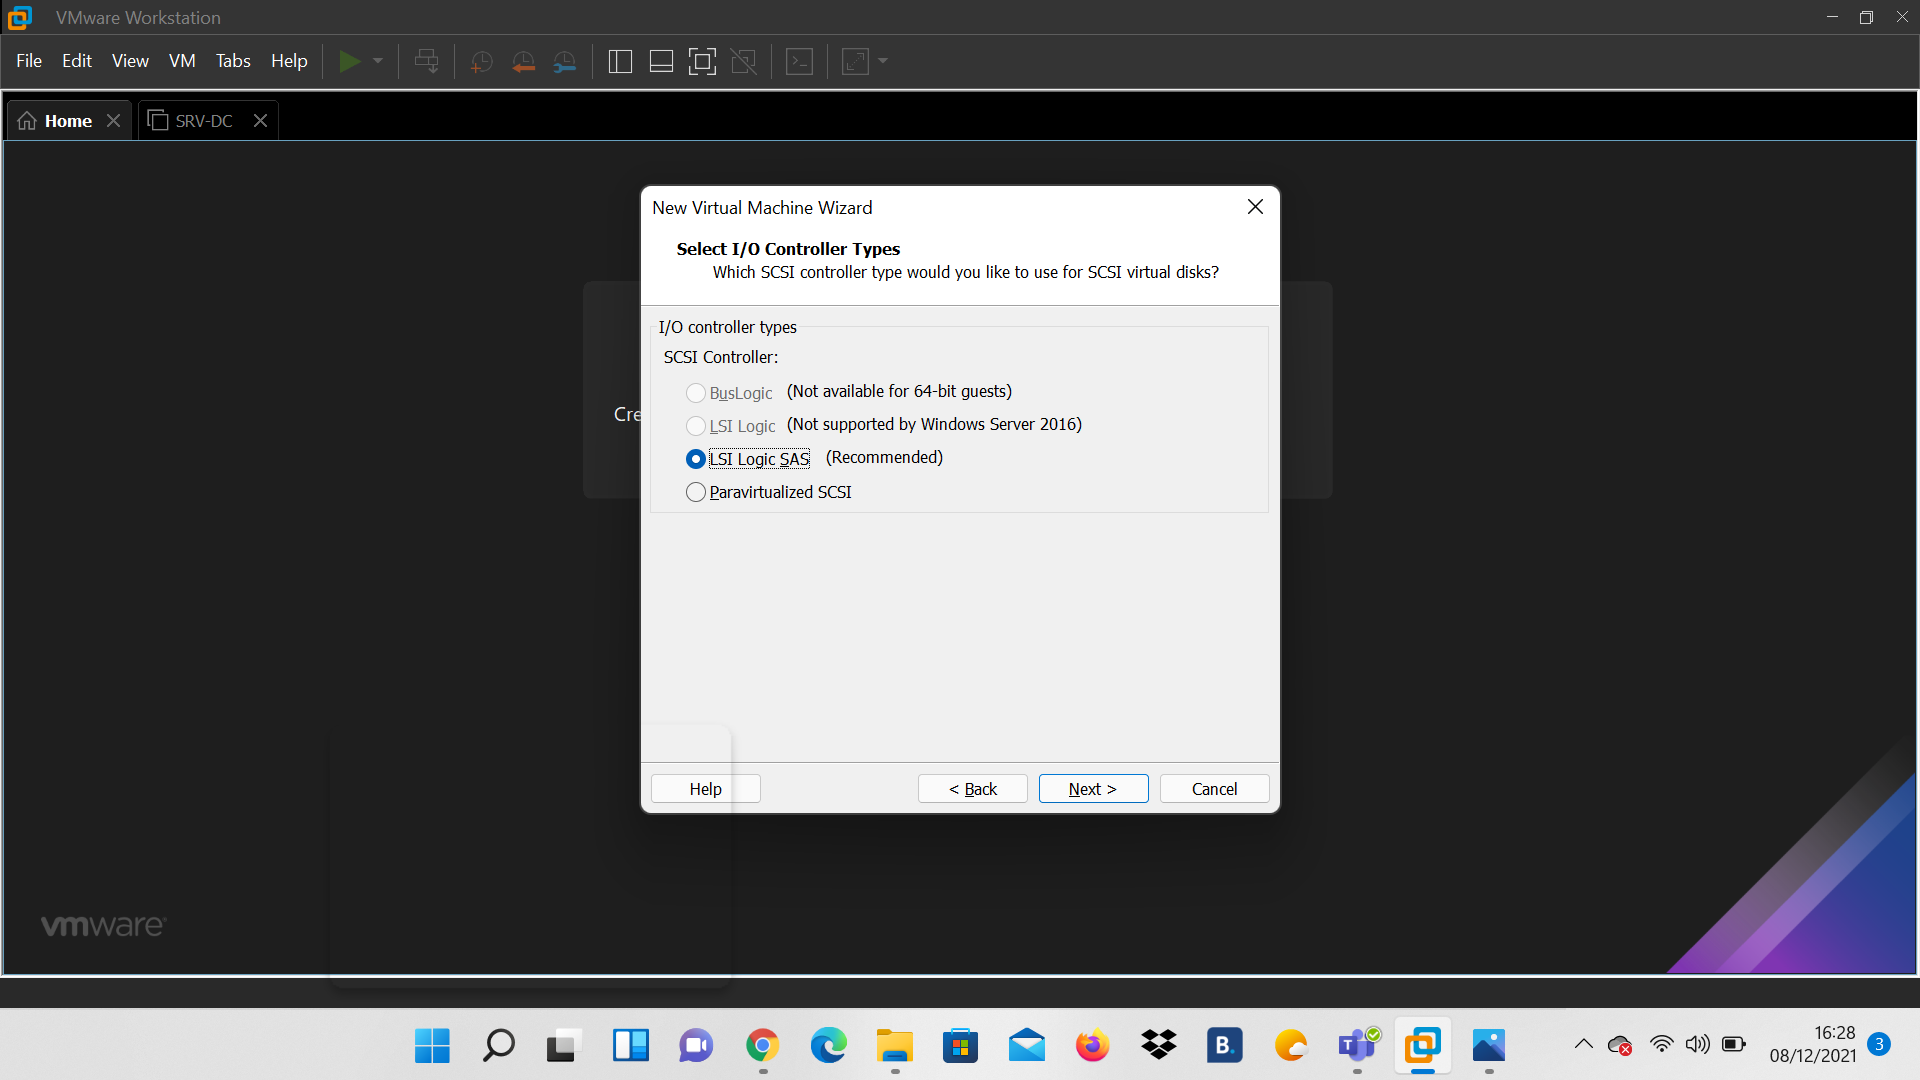 VMware Workstation
File Edit View VM Tabs Help
Home SRV-DC
New Virtual Machine Wizard
Select I/O Controller Types
Which SCSI controller type would you like to use for SCSI virtual disks?
I/O controller types
SCSI Controller:
BusLogic (Not available for 64-bit guests)
Cre
LSI Logic (Not supported by Windows Server 2016)
LSI Logic SAS (Recommended)
Paravirtualized SCSI
Help < Back Next > Cancel
vmware
B.
T
16:28
08/12/2021
3